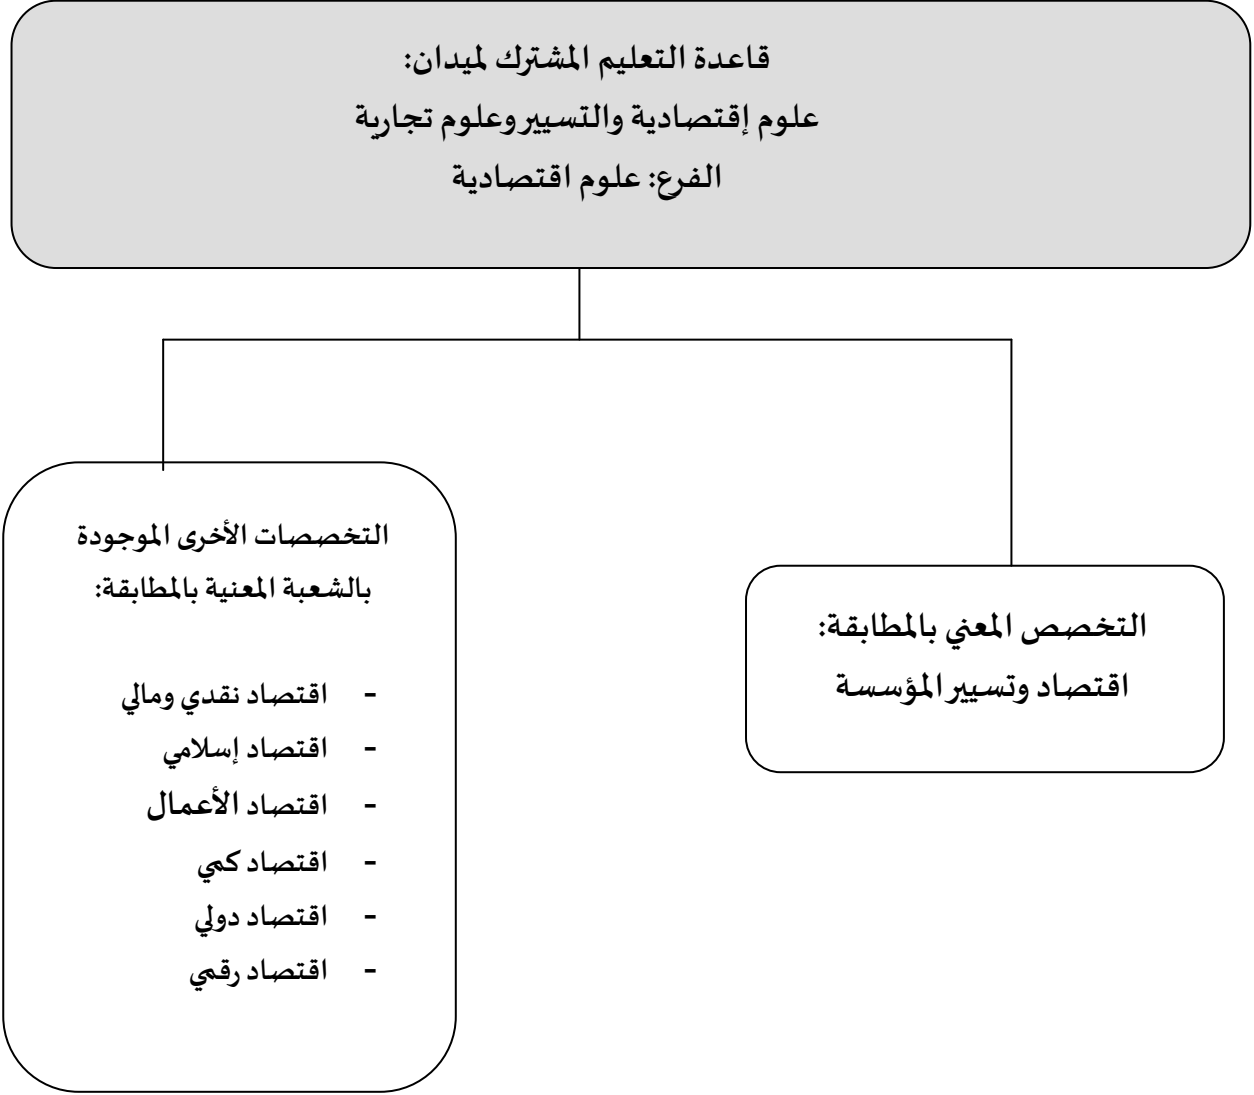 قاعدة التعليم المشترك لميدان:
علوم إقتصادية والتسيير وعلوم تجارية
الفرع: علوم اقتصادية
التخصص المعني بالمطابقة:
اقتصاد وتسيير المؤسسة
التخصصات الأخرى الموجودة
بالشعبة المعنية بالمطابقة:
- اقتصاد نقدي ومالي
- اقتصاد إسلامي
- اقتصاد الأعمال
- اقتصاد كمي
- اقتصاد دولي
- اقتصاد رقمي